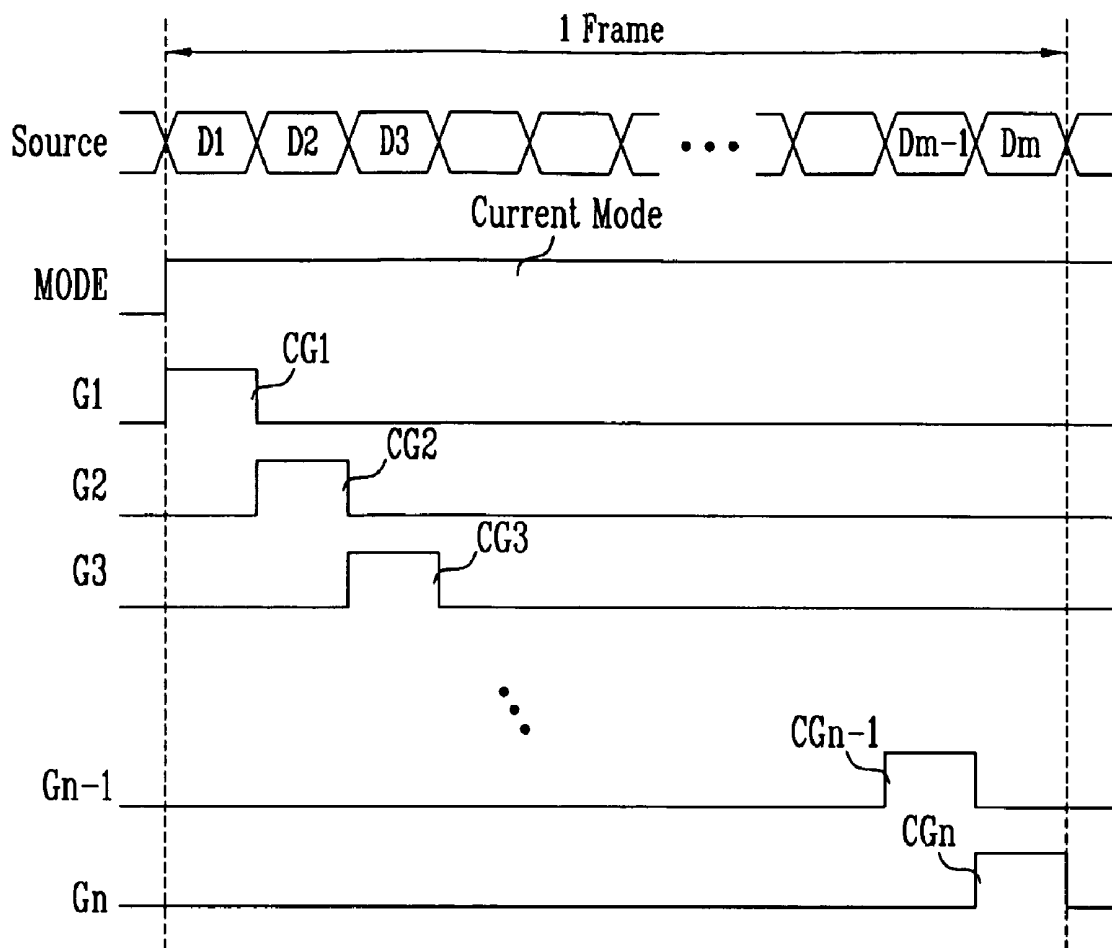 1 Frame
Source D1 D2 D3 Dm-1 Dm
Current Mode
MODE
CG1
G1
CG2
G2
CG3
G3
CGn-1
Gn-1
CGn
Gn